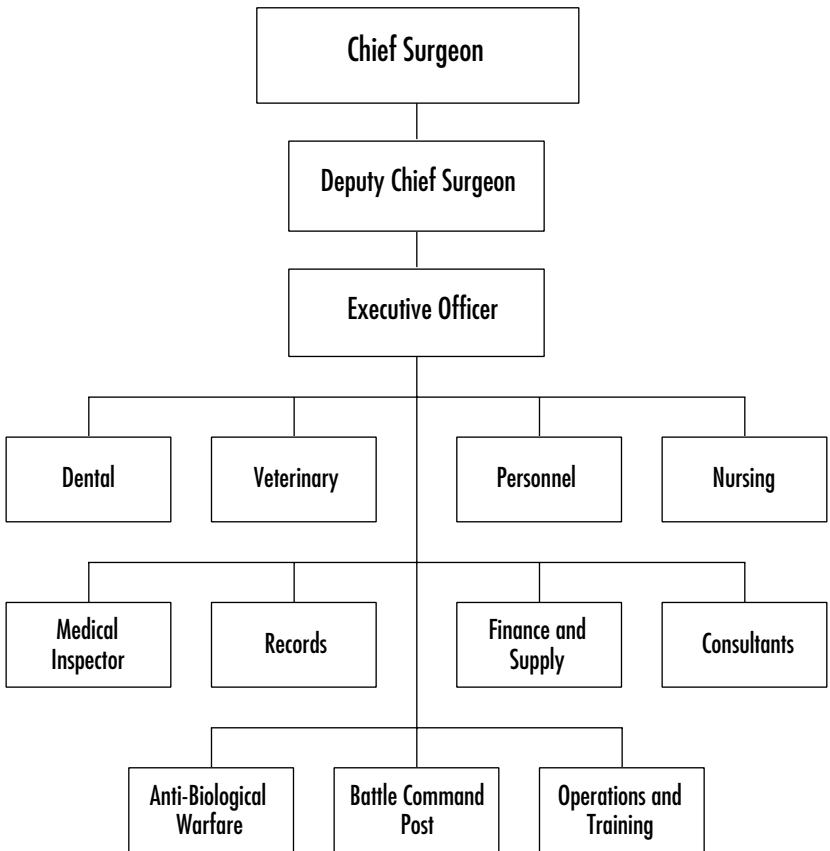 Chief Surgeon
Deputy Chief Surgeon
Executive Officer
Dental
Veterinary
Personnel
Nursing
Medical
Inspector
Records
Finance and
Supply
Consultants
Anti-Biological
Warfare
Battle Command
Post
Operations and
Training